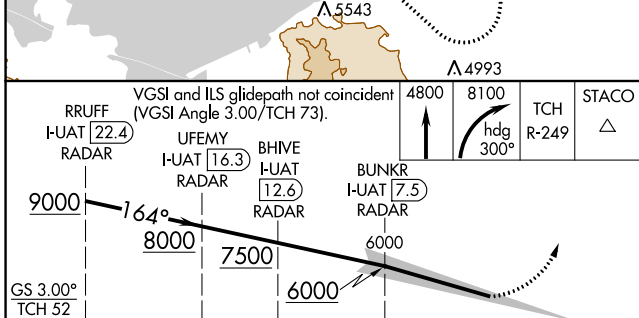 5543
4993
VGSI and ILS glidepath not coincident
(VGSI Angle 3.00/TCH 73).
4800
8100
hdg
300°
TCH
R-249
STACO
RRUFF
I-UAT 22.4
RADAR
UFEMY
I-UAT 16.3
RADAR
BHIVE
I-UAT
12.6
RADAR
BUNKR
I-UAT 7.5
RADAR
9000
164°
8000
7500
6000
6000
GS 3.00°
TCH 52